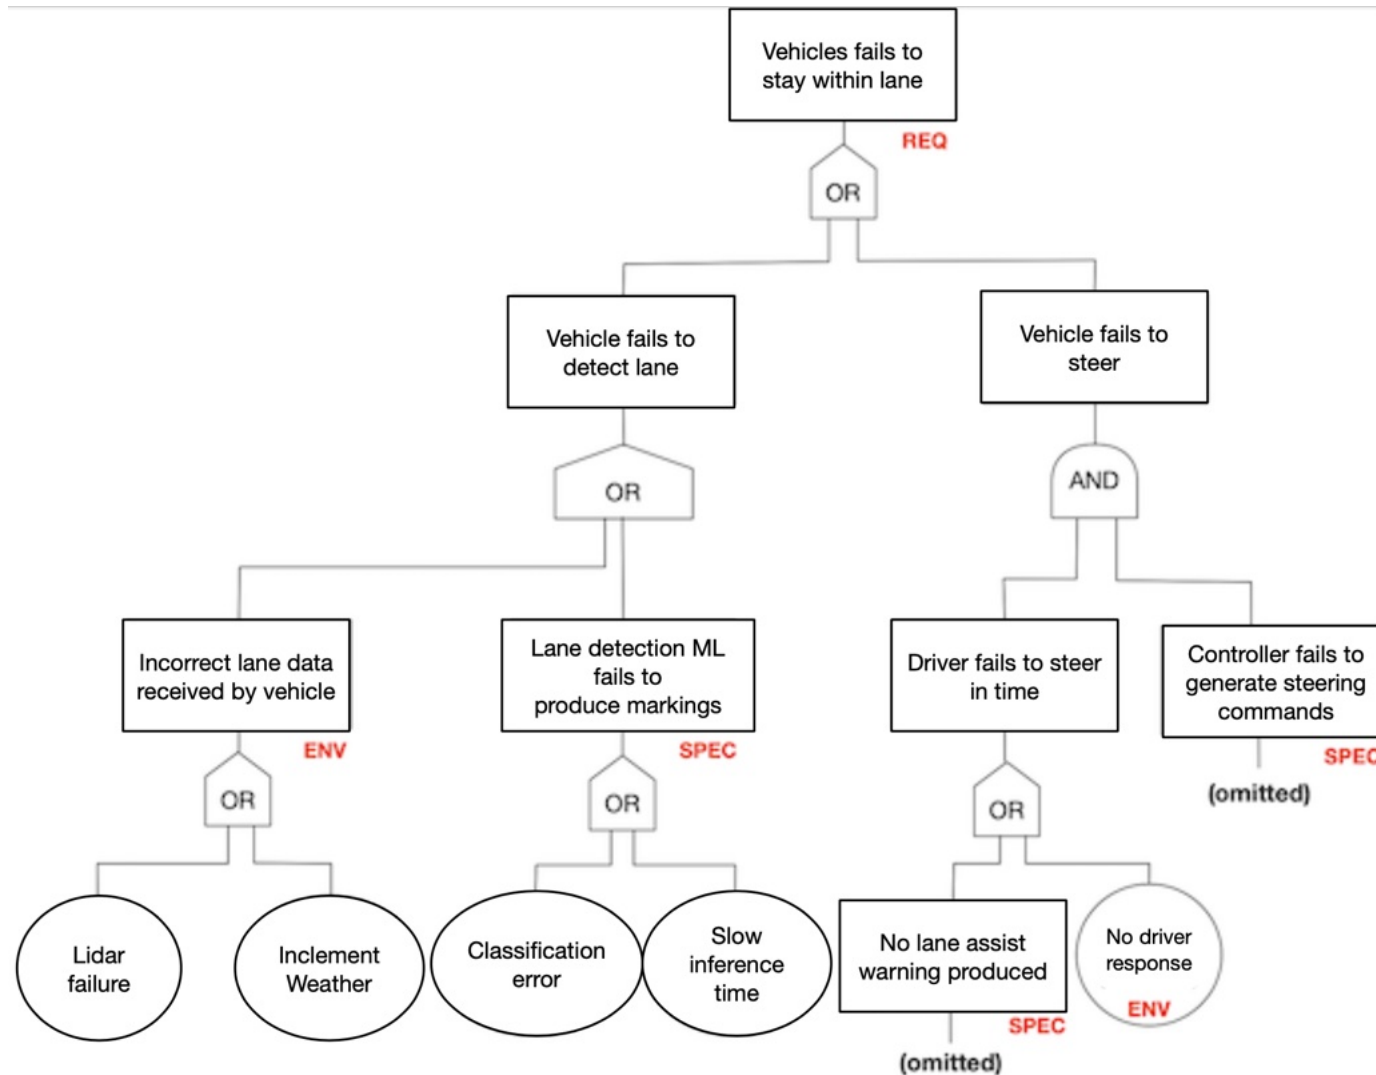 Vehicles fails to
stay within lane
REQ
OR
Vehicle fails to
detect lane
Vehicle fails to
steer
OR
AND
Incorrect lane data
received by vehicle
ENV
Lane detection ML
fails to
produce markings
SPEC
Driver fails to steer
in time
Controller fails to
generate steering
commands
SPEC
(omitted)
OR
OR
OR
Lidar
failure
Inclement
Weather
Classification
error
Slow
inference
time
No lane assist
warning produced
SPEC
(omitted)
No driver
response
ENV